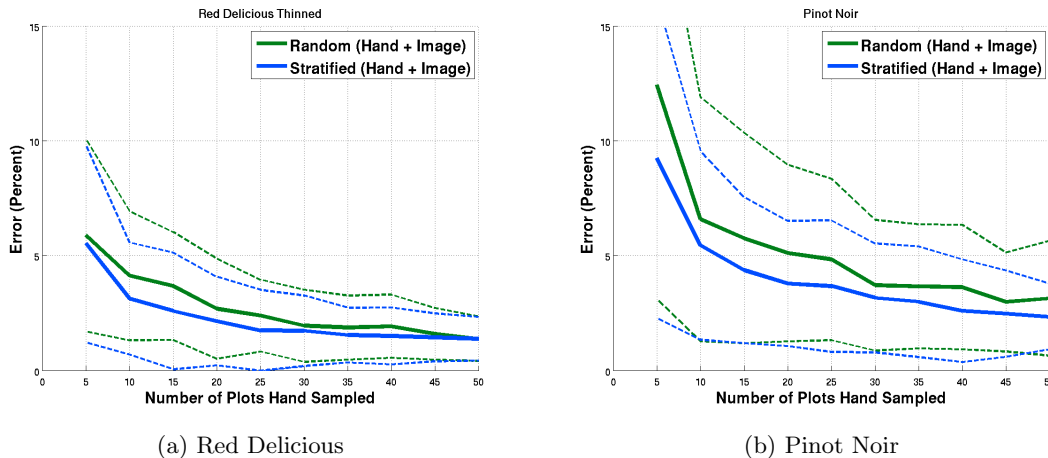 Red Delicious Thinned
15
10
5
0
Error (Percent)
Random (Hand + Image)
Stratified (Hand + Image)
0 5 10 15 20 25 30 35 40 45 50
Number of Plots Hand Sampled
(a) Red Delicious
Pinot Noir
15
10
5
0
Error (Percent)
Random (Hand + Image)
Stratified (Hand + Image)
0 5 10 15 20 25 30 35 40 45
Number of Plots Hand Sampled
(b) Pinot Noir